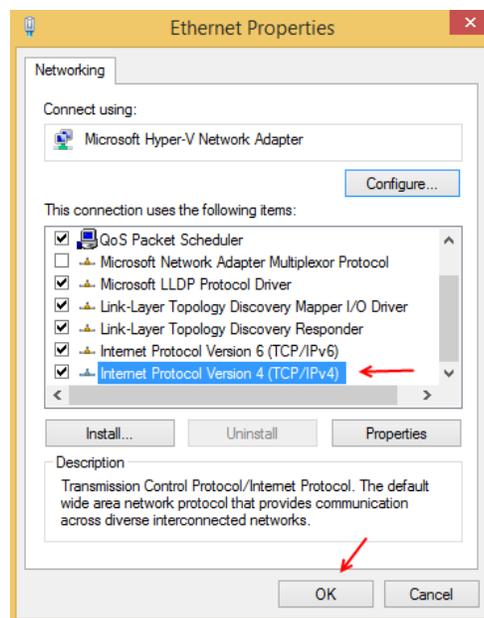 Ethernet Properties
Networking
Connect using:
Microsoft Hyper-V Network Adapter
Configure...
This connection uses the following items:
QoS Packet Scheduler
Microsoft Network Adapter Multiplexor Protocol
Microsoft LLDP Protocol Driver
Link-Layer Topology Discovery Mapper I/O Driver
Link-Layer Topology Discovery Responder
Internet Protocol Version 6 (TCP/IPv6)
Internet Protocol Version 4 (TCP/IPv4)
Install... Uninstall Properties
Description
Transmission Control Protocol/Internet Protocol. The default
wide area network protocol that provides communication
across diverse interconnected networks.
OK Cancel